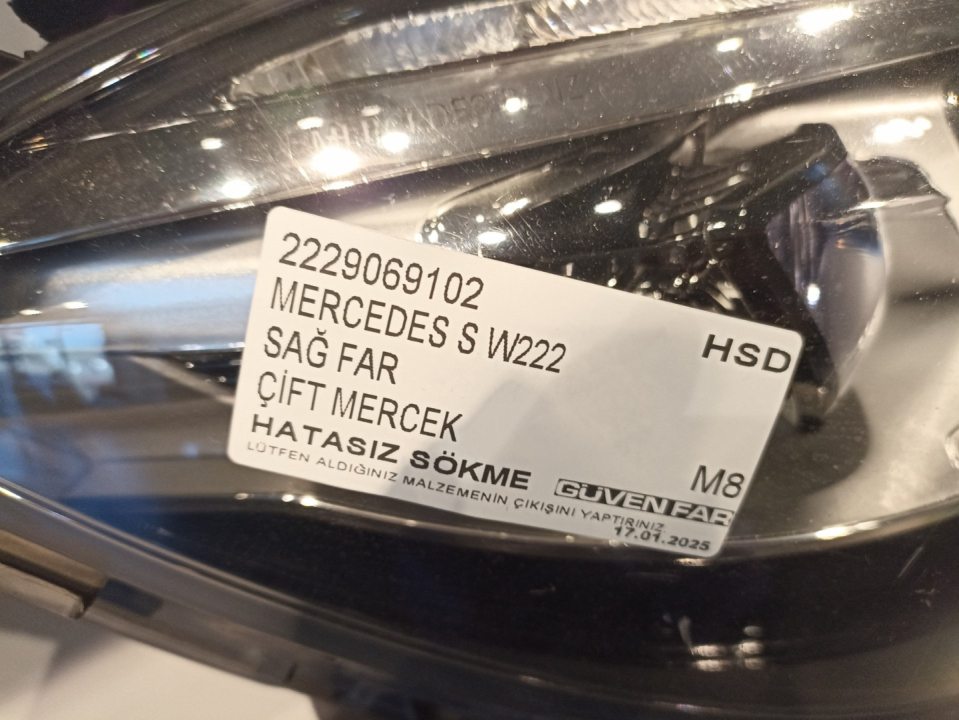 2229069102
MERCEDES S W222
HSD
SAĞ FAR
ÇİFT MERCEK
HATASIZ SÖKME
M8
GÜVEN FAR
LÜTFEN ALDIĞINIZ MALZEMENİN ÇIKIŞINI YAPTIRINIZ
17.01.2025